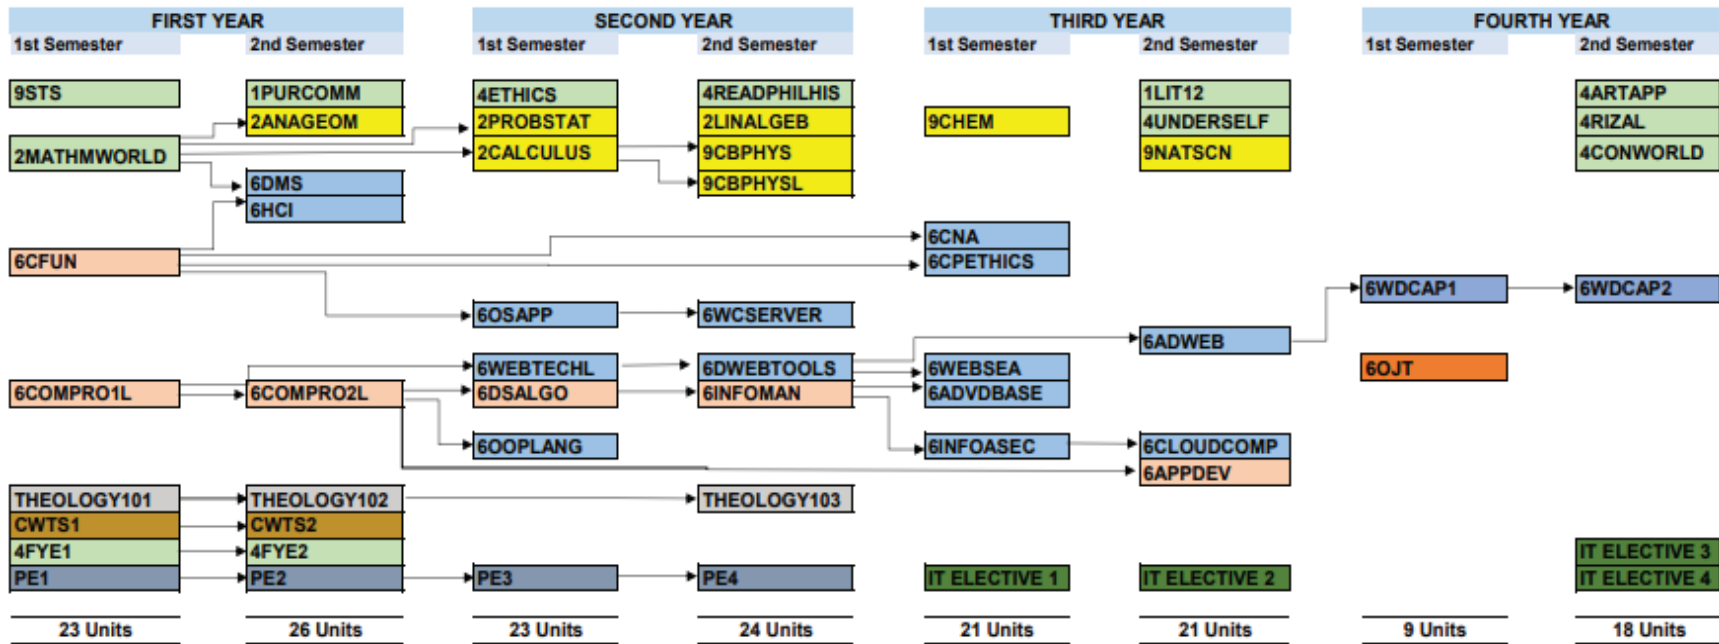 FIRST YEAR
SECOND YEAR
THIRD YEAR
FOURTH YEAR
1st Semester
2nd Semester
1st Semester
2nd Semester
1st Semester
2nd Semester
1st Semester
2nd Semester
9STS
1PURCOMM
4ETHICS
4READPHILHIS
1LIT12
4ARTAPP
2ANAGEOM
2PROBSTAT
2LINALGEB
9CHEM
4UNDERSELF
4RIZAL
2MATHMWORLD
2CALCULUS
9CBPHYS
9NATSCN
4CONWORLD
6DMS
9CBPHYSL
6HCI
6CNA
6CFUN
6CPETHICS
6WDCAP1
6WDCAP2
6OSAPP
6WCSERVER
6ADWEB
6WEBTECHL
6DWEBTOOLS
6WEBSEA
6OJT
6COMPRO1L
6COMPRO2L
6DSALGO
6INFOMAN
6ADVDBASE
6OOPLANG
6INFOASEC
6CLOUDCOMP
6APPDEV
THEOLOGY101
THEOLOGY102
THEOLOGY103
CWTS1
CWTS2
4FYE1
4FYE2
IT ELECTIVE 3
PE1
PE2
PE3
PE4
IT ELECTIVE 1
IT ELECTIVE 2
IT ELECTIVE 4
23 Units
26 Units
23 Units
24 Units
21 Units
21 Units
9 Units
18 Units